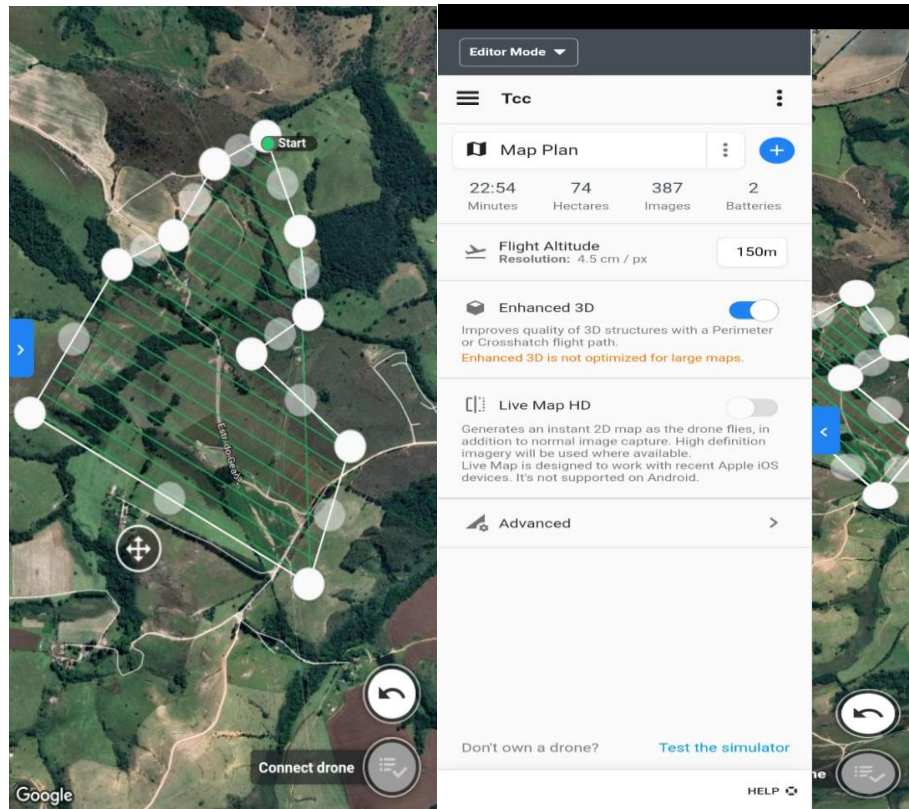 Start
Connect drone
Google
Editor Mode
Tcc
Map Plan
22:54
Minutes
74
Hectares
387
Images
2
Batteries
Flight Altitude
Resolution: 4.5 cm / px
150m
Enhanced 3D
Improves quality of 3D structures with a Perimeter
or Crosshatch flight path.
Enhanced 3D is not optimized for large maps.
Live Map HD
Generates an instant 2D map as the drone flies, in
addition to normal image capture. High definition
imagery will be used where available.
Live Map is designed to work with recent Apple iOS
devices. It's not supported on Android.
Advanced
Don't own a drone?
Test the simulator
HELP
ne